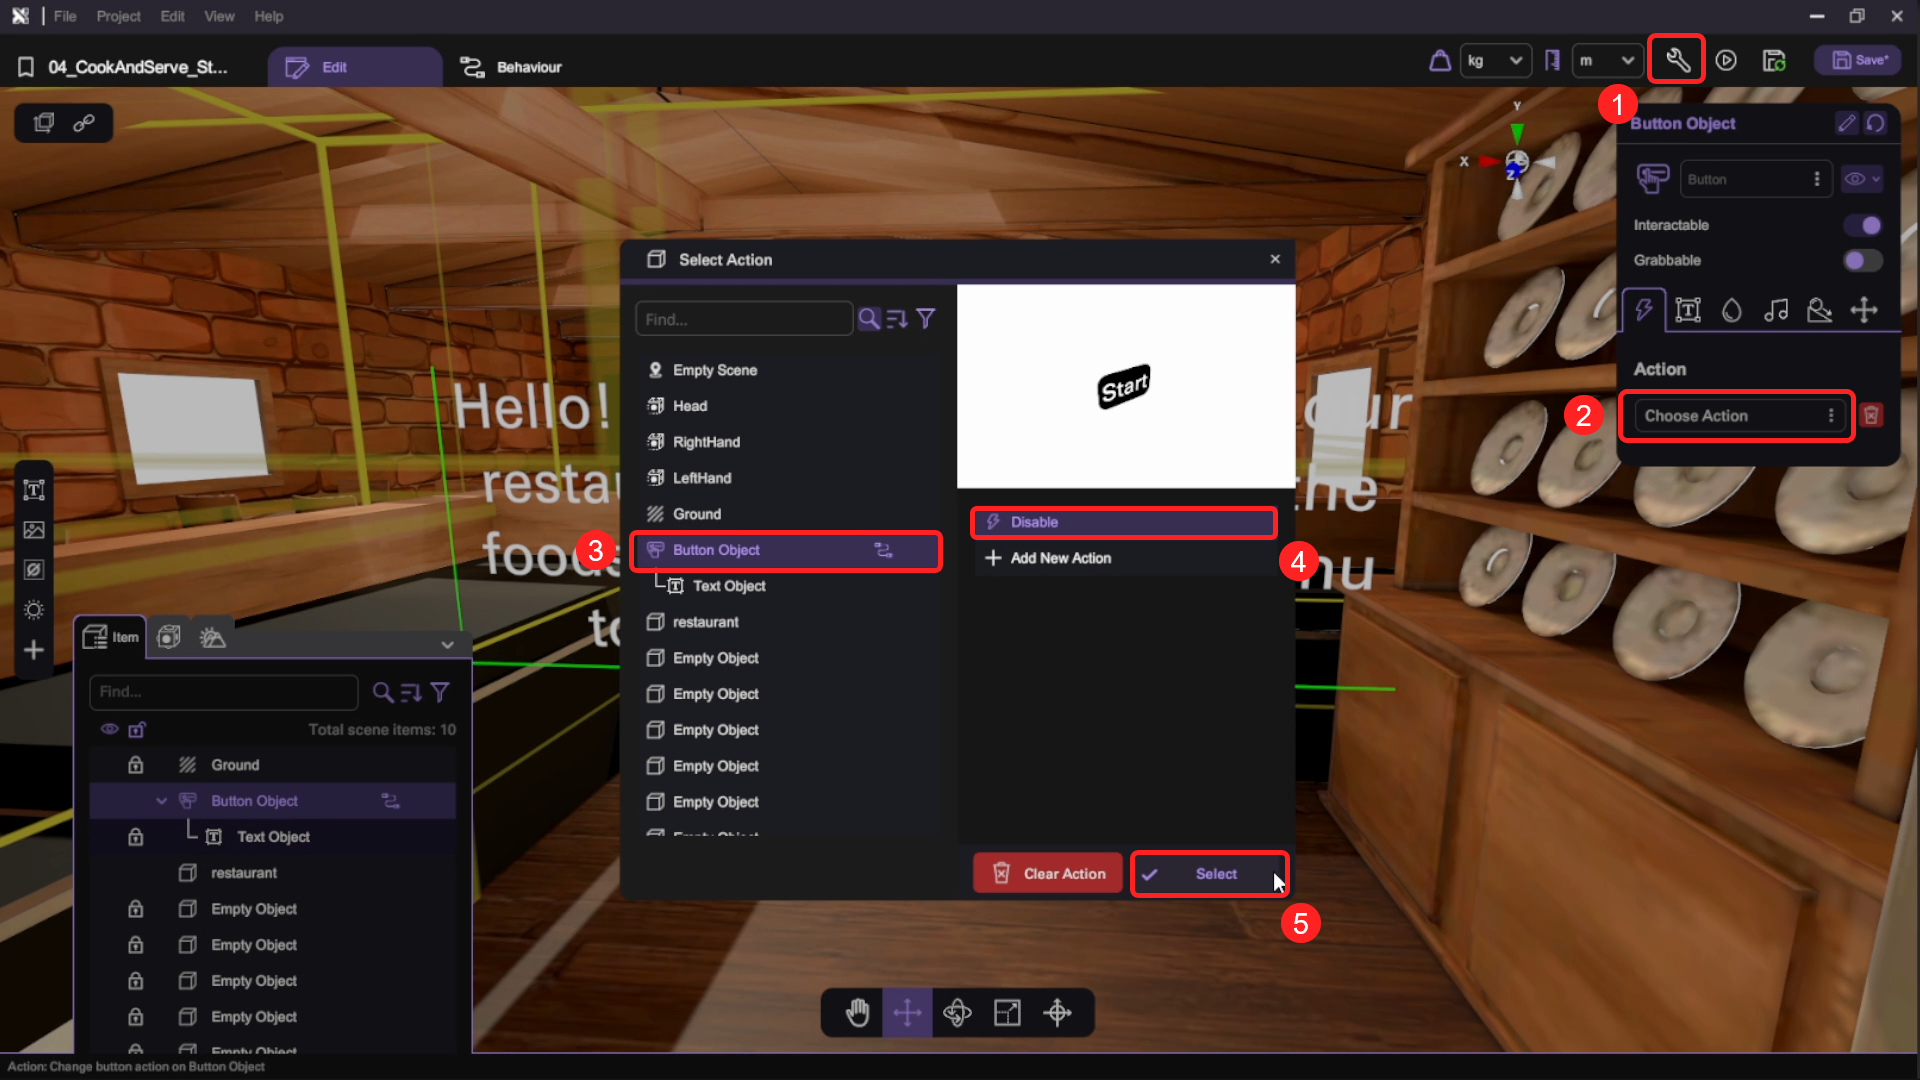 File Project Edit View Help
04_CookAndServe_St... Edit Behaviour kg m Save*
1
Y
X
Z
Button Object
Button
Interactable
Grabbable
Action
2 Choose Action
Hello! our
restau the
foods nu
to
Select Action
Find...
Empty Scene
Head
RightHand
LeftHand
Ground
3 Button Object
Text Object
restaurant
Empty Object
Empty Object
Empty Object
Empty Object
Empty Object
Empty Object
Start
Disable
Add New Action
4
Clear Action Select
5
Item
Find...
Total scene items: 10
Ground
Button Object
Text Object
restaurant
Empty Object
Empty Object
Empty Object
Empty Object
Empty Object
Action: Change button action on Button Object